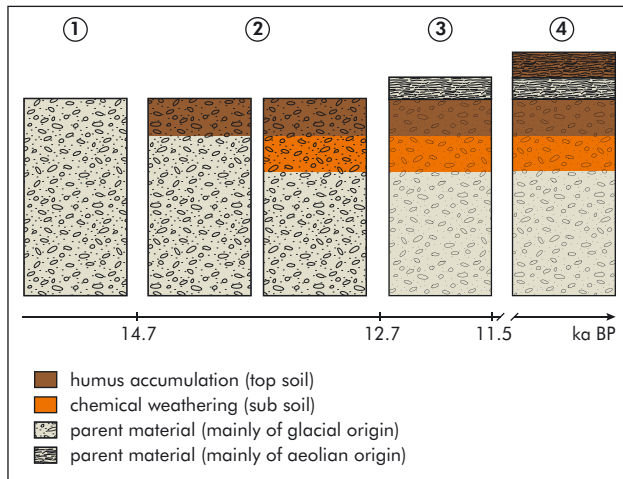 1 2 3 4
14.7 12.7 11.5 ka BP
humus accumulation (top soil)
chemical weathering (sub soil)
parent material (mainly of glacial origin)
parent material (mainly of aeolian origin)